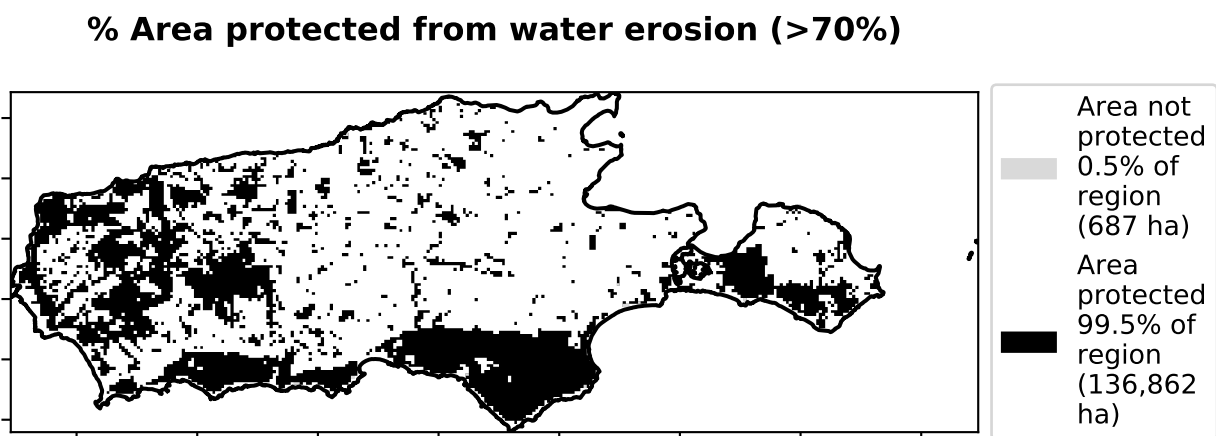 % Area protected from water erosion (>70%)
Area not
protected
0.5% of
region
(687 ha)
Area
protected
99.5% of
region
(136,862
ha)